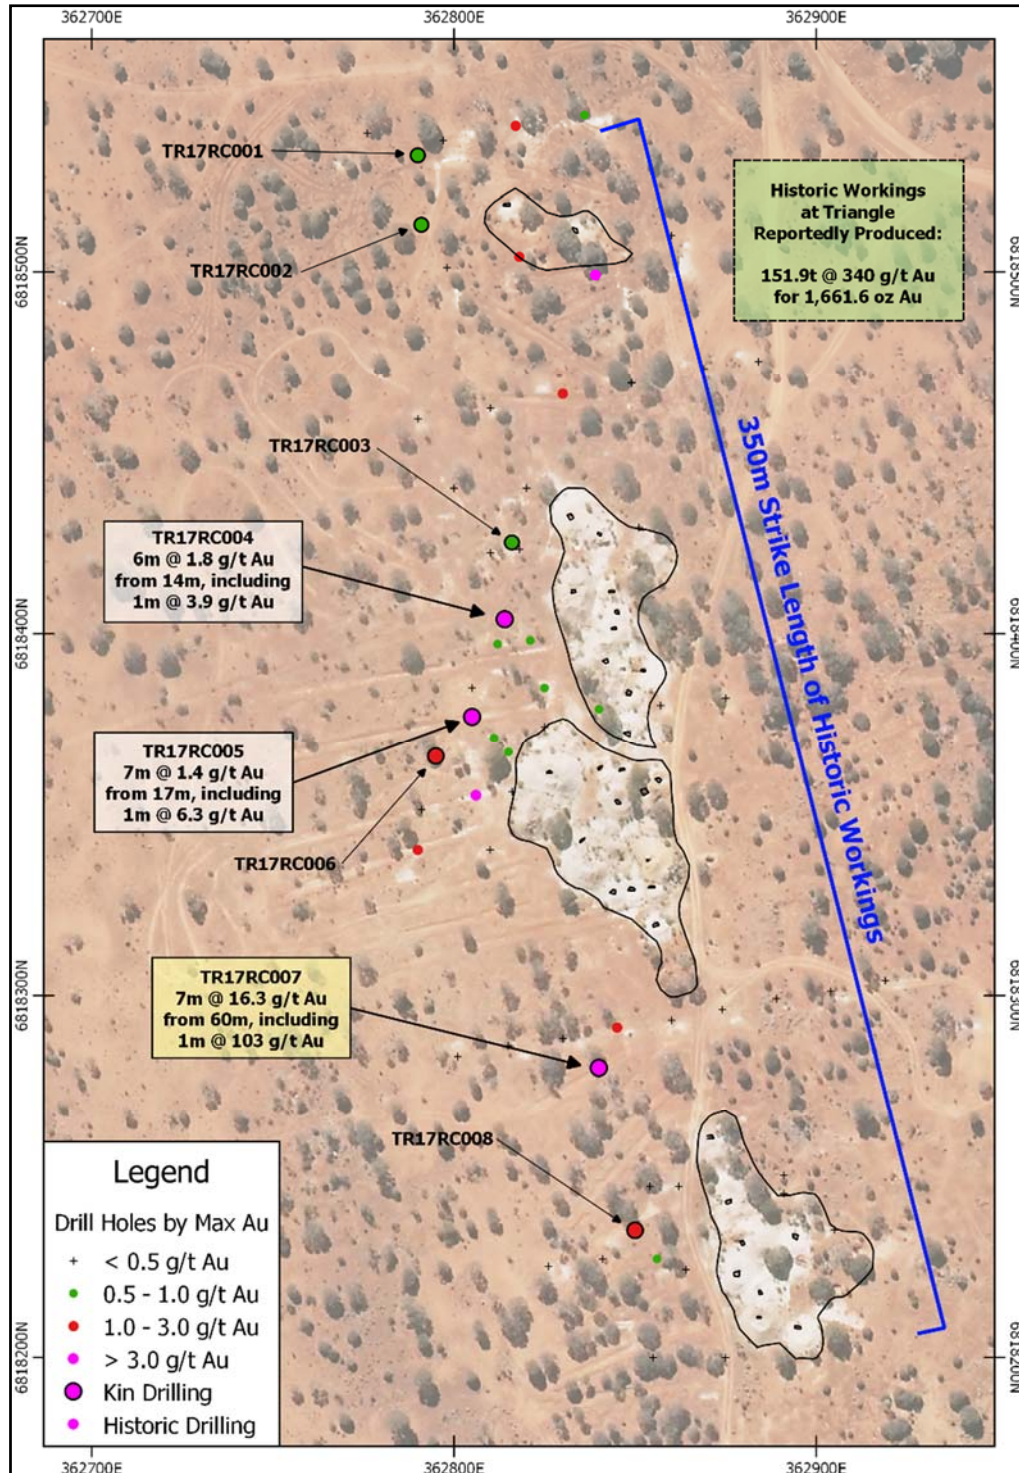 362700E
362800E
362900E
TR17RC001
TR17RC002
Historic Workings
at Triangle
Reportedly Produced:
151.9t @ 340 g/t Au
for 1,661.6 oz Au
6818500N
6818500N
TR17RC003
350m Strike Length of Historic Workings
TR17RC004
6m @ 1.8 g/t Au
from 14m, including
1m @ 3.9 g/t Au
6818400N
6818400N
TR17RC005
7m @ 1.4 g/t Au
from 17m, including
1m @ 6.3 g/t Au
TR17RC006
TR17RC007
7m @ 16.3 g/t Au
from 60m, including
1m @ 103 g/t Au
6818300N
6818300N
TR17RC008
Legend
Drill Holes by Max Au
< 0.5 g/t Au
0.5 - 1.0 g/t Au
1.0 - 3.0 g/t Au
> 3.0 g/t Au
Kin Drilling
Historic Drilling
6818200N
6818200N
362700E
362800E
362900E